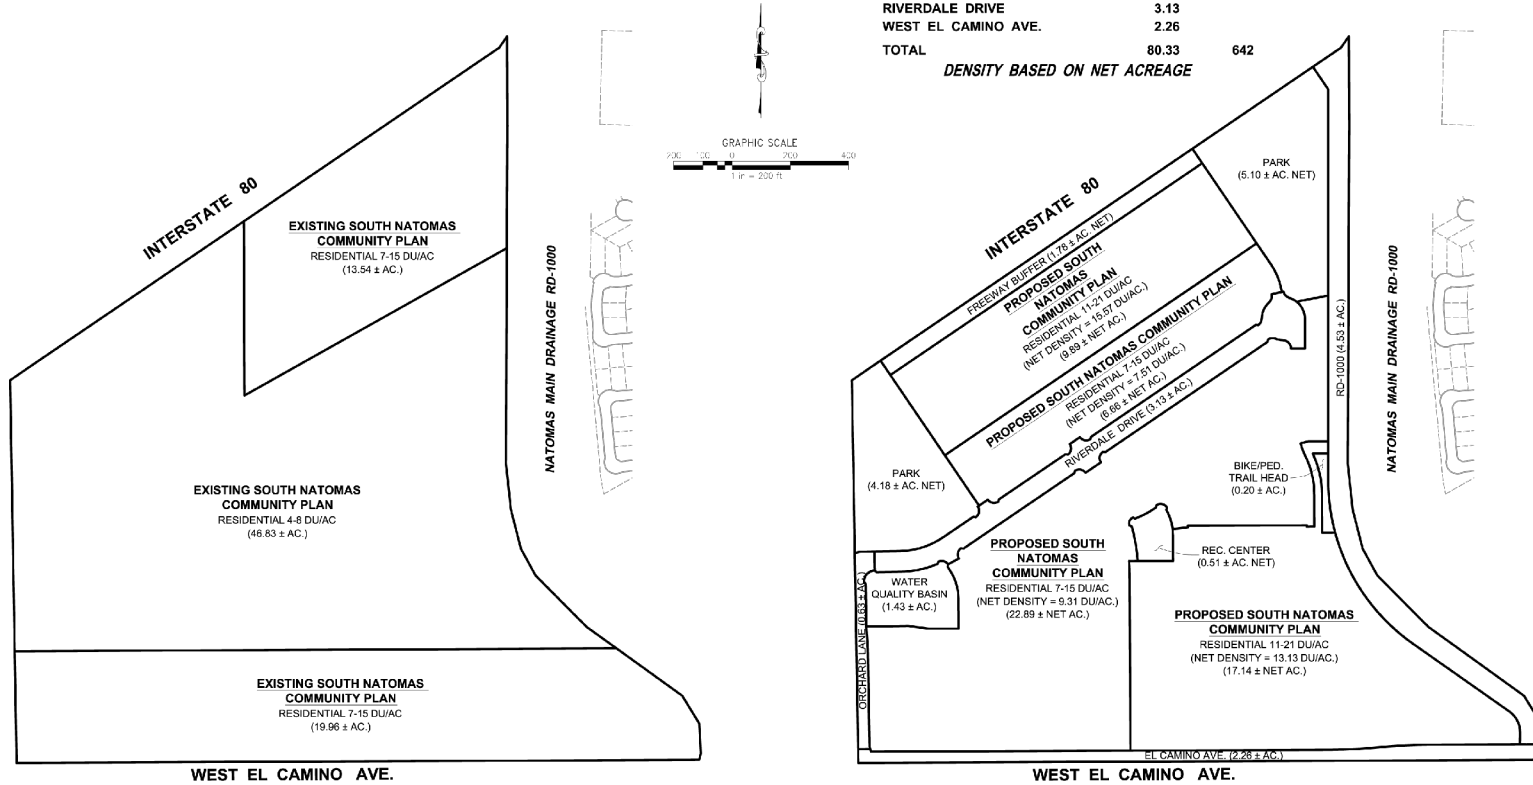 RIVERDALE DRIVE 3.13
WEST EL CAMINO AVE. 2.26
TOTAL 80.33 642
DENSITY BASED ON NET ACREAGE
GRAPHIC SCALE
200 100 0 200 400
1 in = 200 ft
INTERSTATE 80
EXISTING SOUTH NATOMAS
COMMUNITY PLAN
RESIDENTIAL 7-15 DU/AC
(13.54 ± AC.)
NATOMAS MAIN DRAINAGE RD-1000
EXISTING SOUTH NATOMAS
COMMUNITY PLAN
RESIDENTIAL 4-8 DU/AC
(46.83 ± AC.)
EXISTING SOUTH NATOMAS
COMMUNITY PLAN
RESIDENTIAL 7-15 DU/AC
(19.96 ± AC.)
WEST EL CAMINO AVE.
INTERSTATE 80
PARK
(5.10 ± AC. NET)
FREEWAY BUFFER (1.78 ± AC. NET)
PROPOSED SOUTH
NATOMAS
COMMUNITY PLAN
RESIDENTIAL 11-21 DU/AC
(NET DENSITY = 15.57 DU/AC.)
(9.89 ± NET AC.)
PROPOSED SOUTH NATOMAS COMMUNITY PLAN
RESIDENTIAL 7-15 DU/AC
(NET DENSITY = 7.51 DU/AC.)
(6.66 ± NET AC.)
RIVERDALE DRIVE (3.13 ± AC.)
RD-1000 (4.53 ± AC.)
NATOMAS MAIN DRAINAGE RD-1000
PARK
(4.18 ± AC. NET)
BIKE/PED.
TRAIL HEAD
(0.20 ± AC.)
REC. CENTER
(0.51 ± AC. NET)
PROPOSED SOUTH
NATOMAS
COMMUNITY PLAN
RESIDENTIAL 7-15 DU/AC
(NET DENSITY = 9.31 DU/AC.)
(22.89 ± NET AC.)
WATER
QUALITY BASIN
(1.43 ± AC.)
ORCHARD LANE (0.63 ± AC.)
PROPOSED SOUTH NATOMAS
COMMUNITY PLAN
RESIDENTIAL 11-21 DU/AC
(NET DENSITY = 13.13 DU/AC.)
(17.14 ± NET AC.)
EL CAMINO AVE. (2.26 ± AC.)
WEST EL CAMINO AVE.